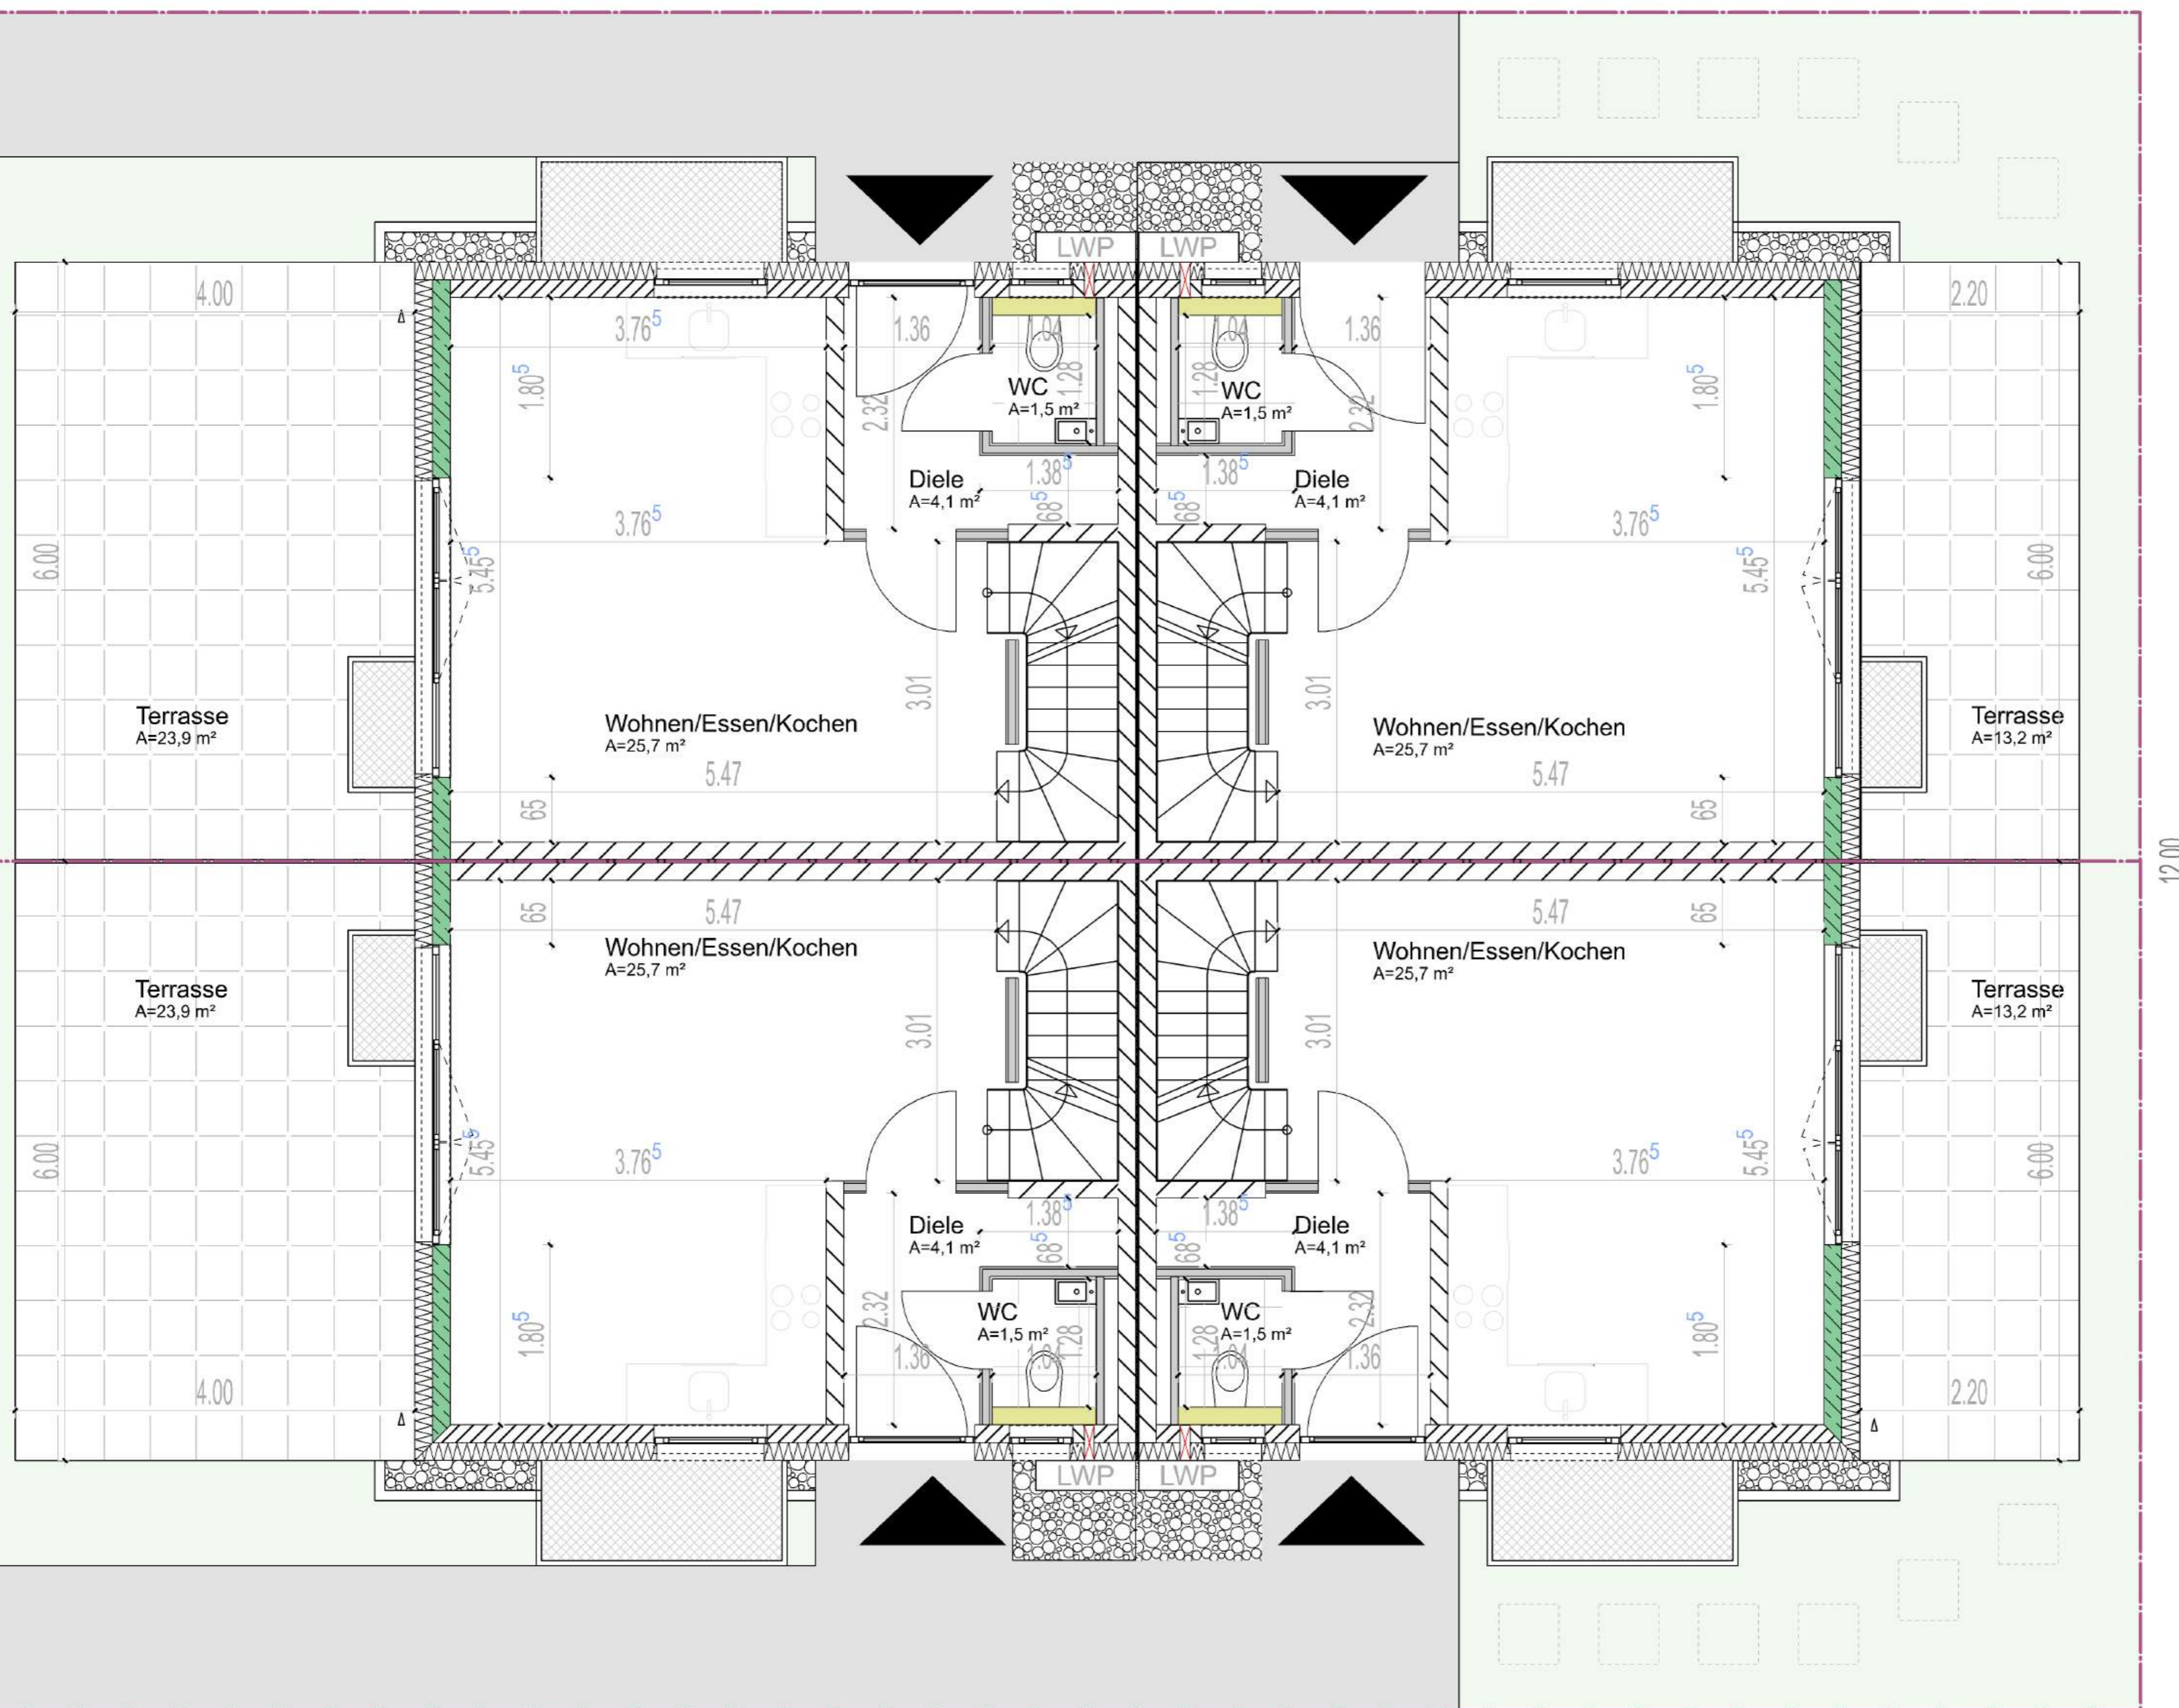 LWP LWP
4.00
2.20
3.76⁵
1.36
1.04
1.04
1.36
1.80⁵
2.32
WC
A=1,5 m²
1.28
1.28
WC
A=1,5 m²
2.32
1.80⁵
Diele
A=4,1 m²
1.38⁵
68⁵
1.38⁵
68⁵
Diele
A=4,1 m²
3.76⁵
3.76⁵
6.00
5.45⁵
5.45⁵
6.00
3.01
3.01
Terrasse
A=23,9 m²
Wohnen/Essen/Kochen
A=25,7 m²
Wohnen/Essen/Kochen
A=25,7 m²
Terrasse
A=13,2 m²
5.47
5.47
65
65
12.00
65
5.47
5.47
65
Wohnen/Essen/Kochen
A=25,7 m²
Wohnen/Essen/Kochen
A=25,7 m²
Terrasse
A=23,9 m²
Terrasse
A=13,2 m²
3.01
3.01
6.00
5.45⁵
3.76⁵
3.76⁵
5.45⁵
6.00
Diele
A=4,1 m²
1.38⁵
68⁵
1.38⁵
68⁵
Diele
A=4,1 m²
1.80⁵
2.32
WC
A=1,5 m²
1.28
1.28
WC
A=1,5 m²
2.32
1.80⁵
1.36
1.04
1.04
1.36
4.00
2.20
LWP LWP